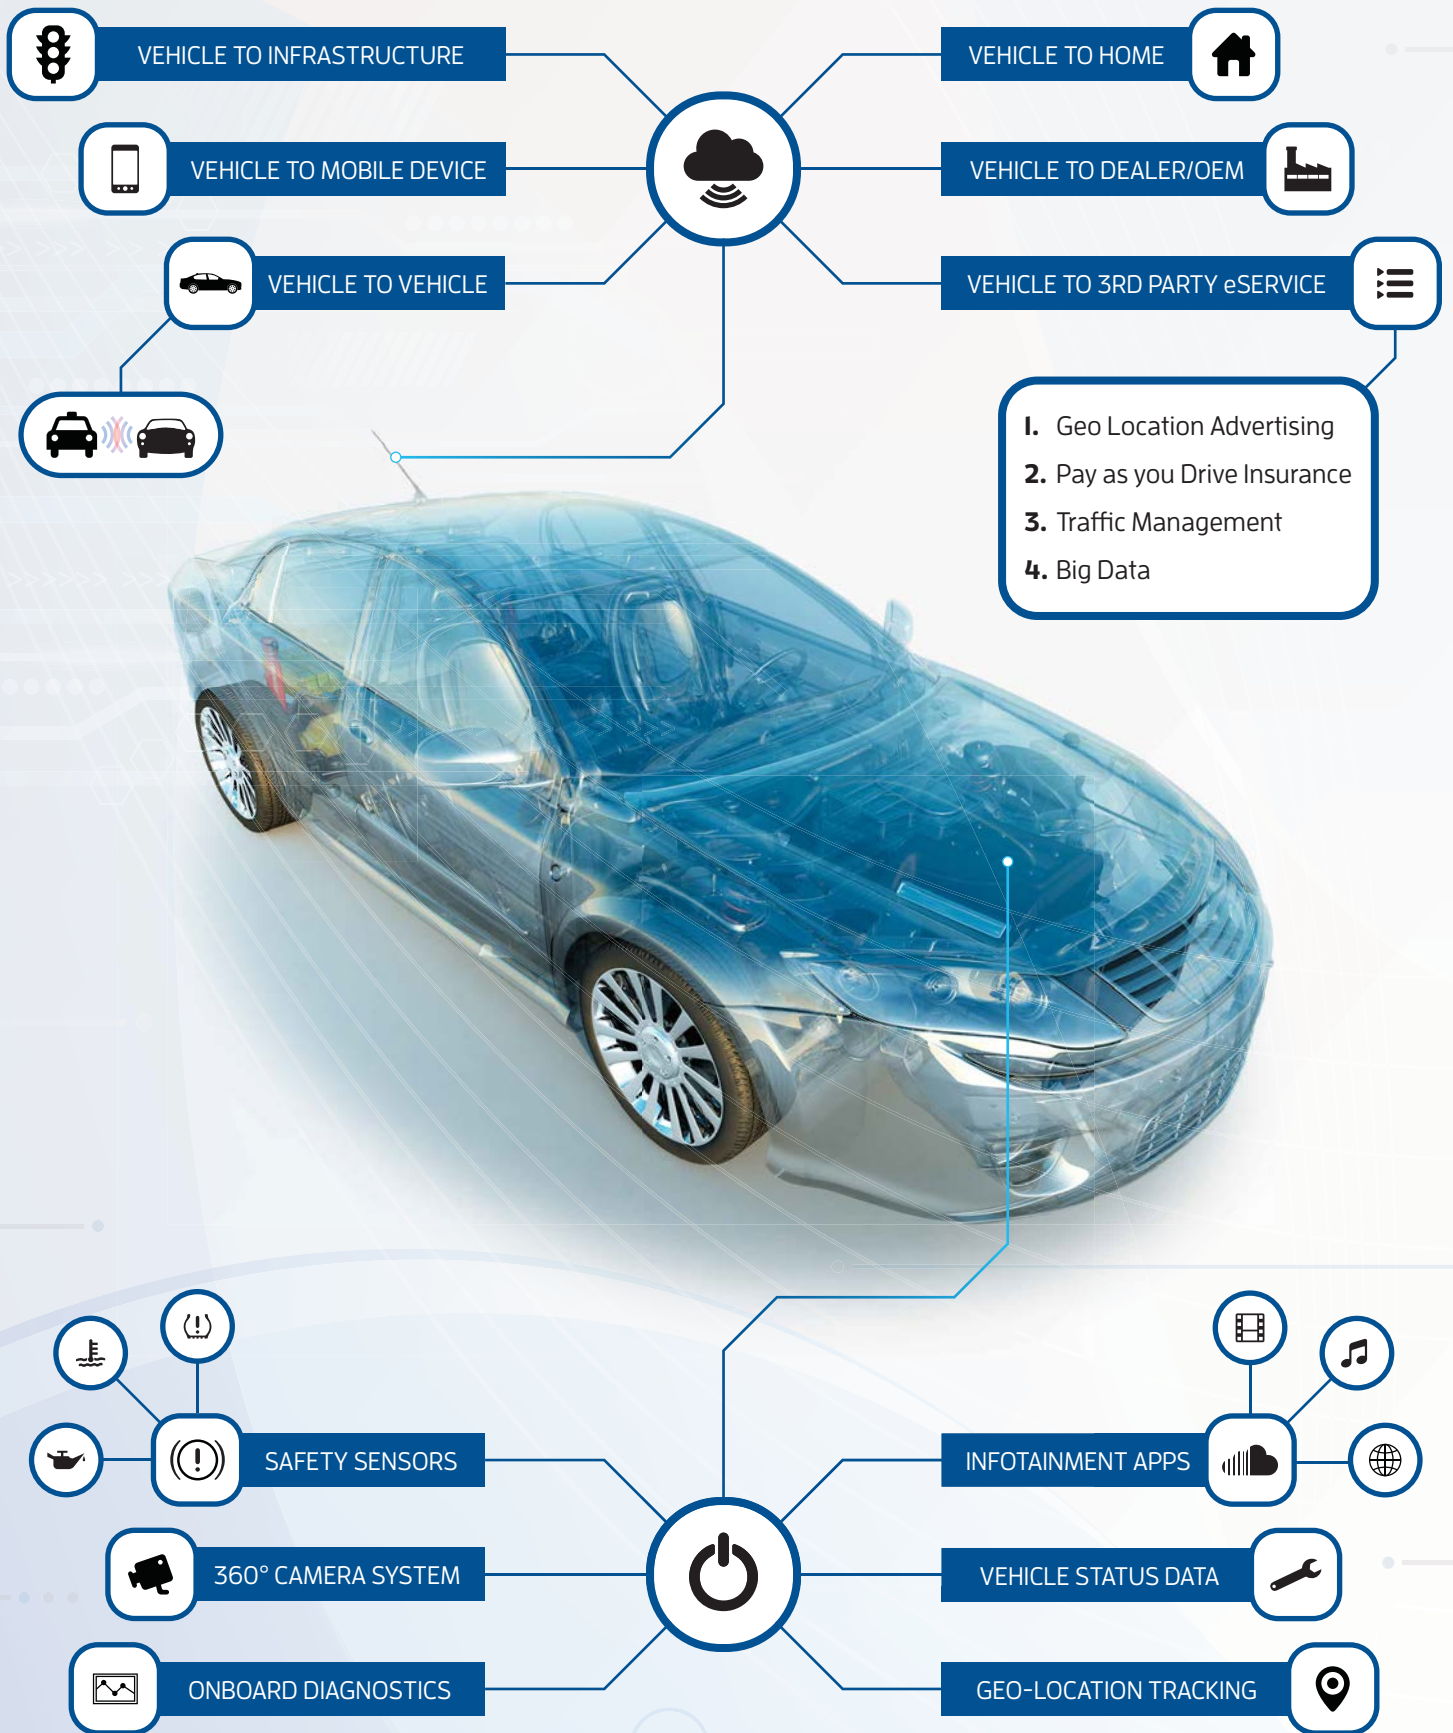 VEHICLE TO INFRASTRUCTURE
VEHICLE TO HOME
VEHICLE TO MOBILE DEVICE
VEHICLE TO DEALER/OEM
VEHICLE TO VEHICLE
VEHICLE TO 3RD PARTY eSERVICE
1. Geo Location Advertising
2. Pay as you Drive Insurance
3. Traffic Management
4. Big Data
SAFETY SENSORS
INFOTAINMENT APPS
360° CAMERA SYSTEM
VEHICLE STATUS DATA
ONBOARD DIAGNOSTICS
GEO-LOCATION TRACKING